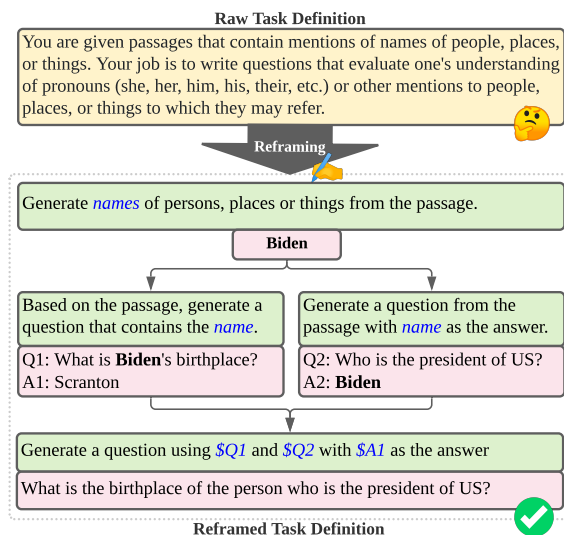 Raw Task Definition
You are given passages that contain mentions of names of people, places,
or things. Your job is to write questions that evaluate one's understanding
of pronouns (she, her, him, his, their, etc.) or other mentions to people,
places, or things to which they may refer.
Reframing
Generate names of persons, places or things from the passage.
Biden
Based on the passage, generate a
question that contains the name.
Q1: What is Biden's birthplace?
A1: Scranton
Generate a question from the
passage with name as the answer.
Q2: Who is the president of US?
A2: Biden
Generate a question using $Q1 and $Q2 with $A1 as the answer
What is the birthplace of the person who is the president of US?
Reframed Task Definition